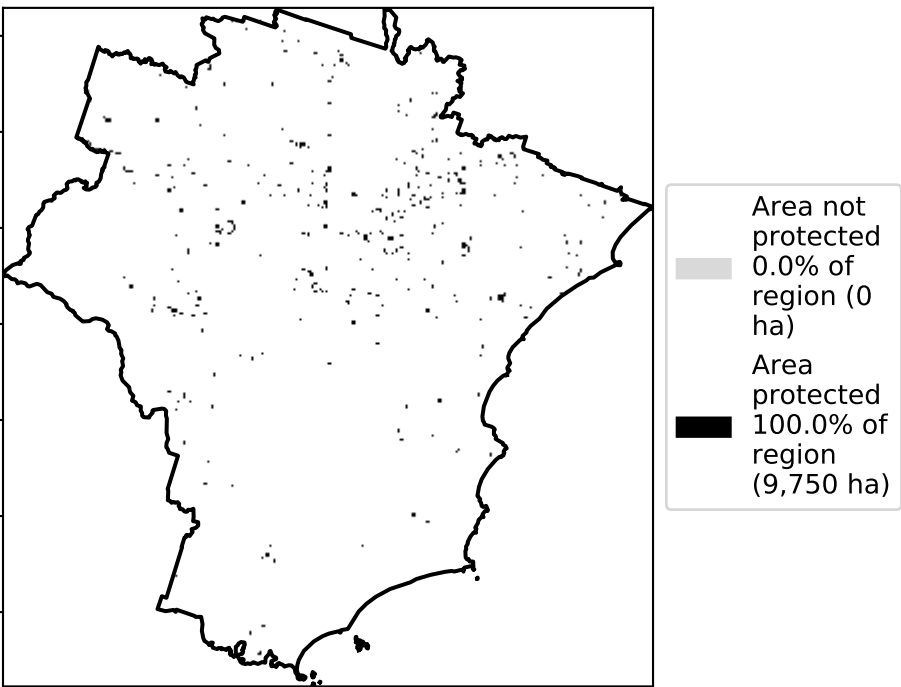 Area not
protected
0.0% of
region (0
ha)
Area
protected
100.0% of
region
(9,750 ha)